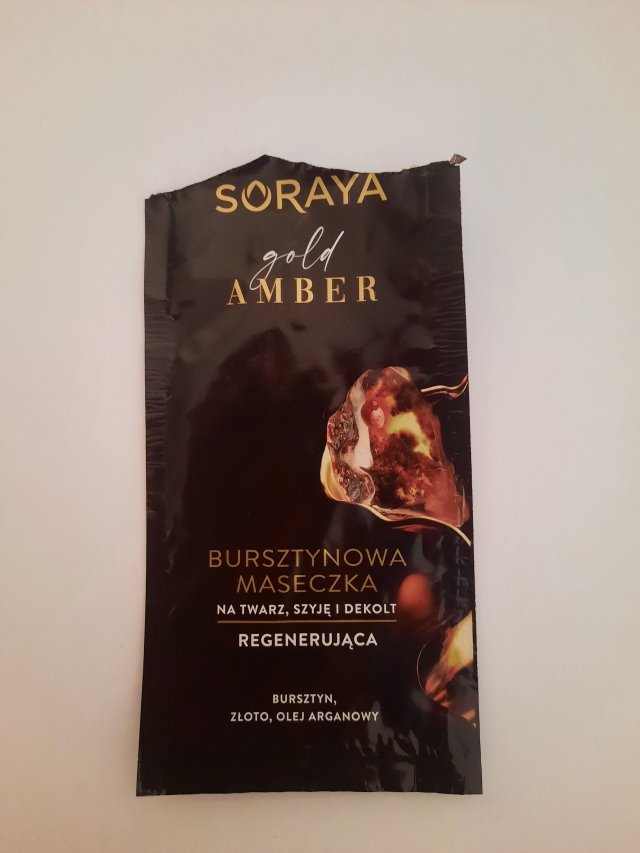 SORAYA
gold
AMBER
BURSZTYNOWA
MASECZKA
NA TWARZ, SZYJĘ I DEKOLT
REGENERUJĄCA
BURSZTYN,
ZŁOTO, OLEJ ARGANOWY